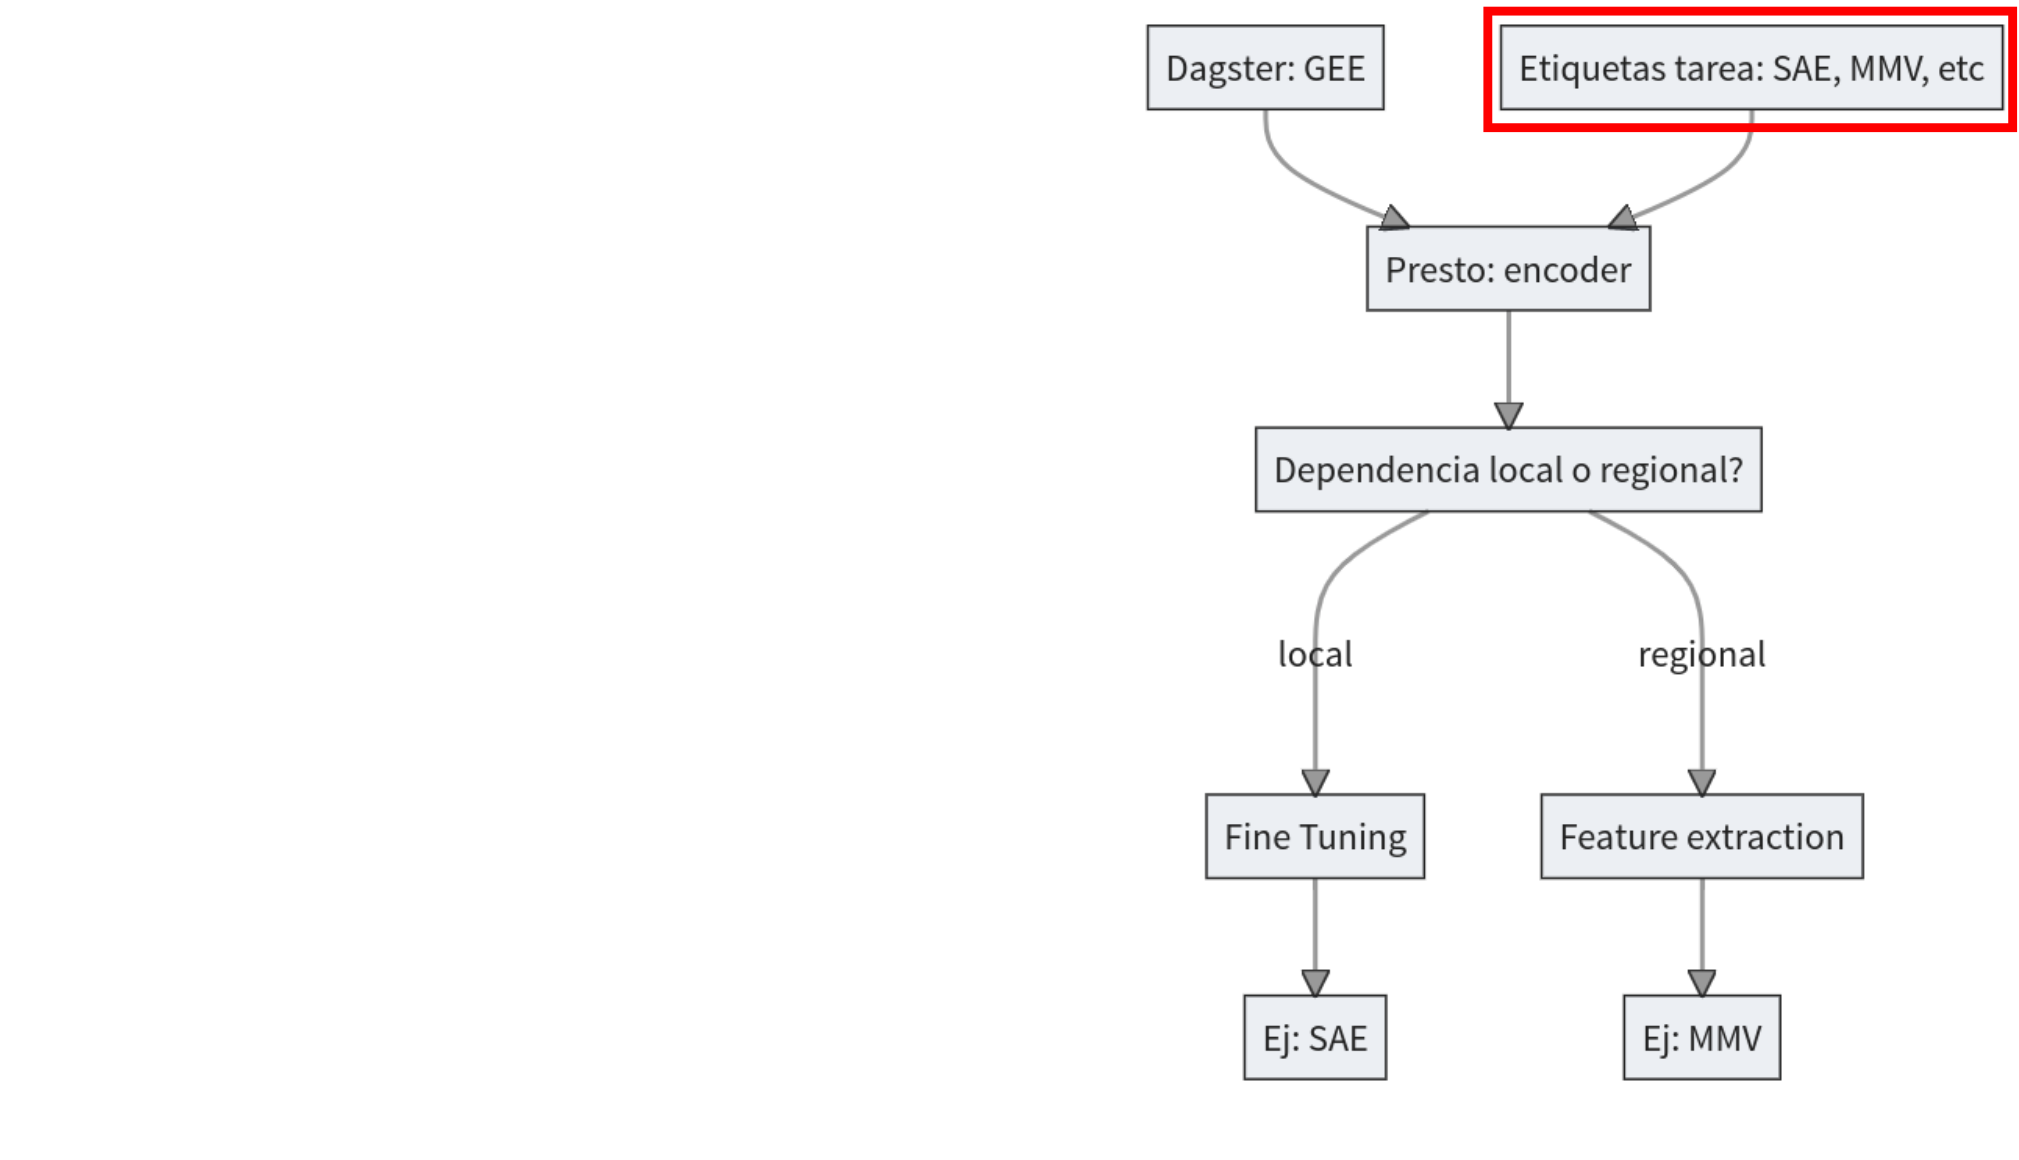 Dagster: GEE
Etiquetas tarea: SAE, MMV, etc
Presto: encoder
Dependencia local o regional?
local
regional
Fine Tuning
Feature extraction
Ej: SAE
Ej: MMV